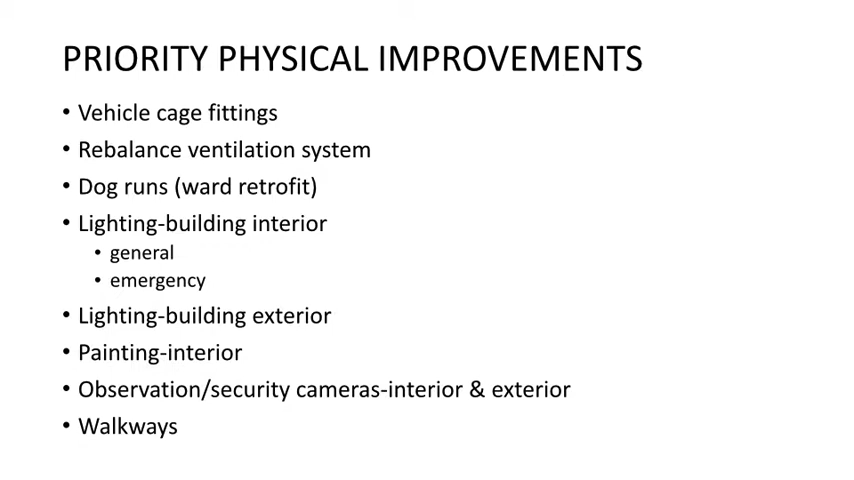 PRIORITY PHYSICAL IMPROVEMENTS
• Vehicle cage fittings
• Rebalance ventilation system
• Dog runs (ward retrofit)
• Lighting-building interior
• general
• emergency
• Lighting-building exterior
• Painting-interior
• Observation/security cameras-interior & exterior
• Walkways